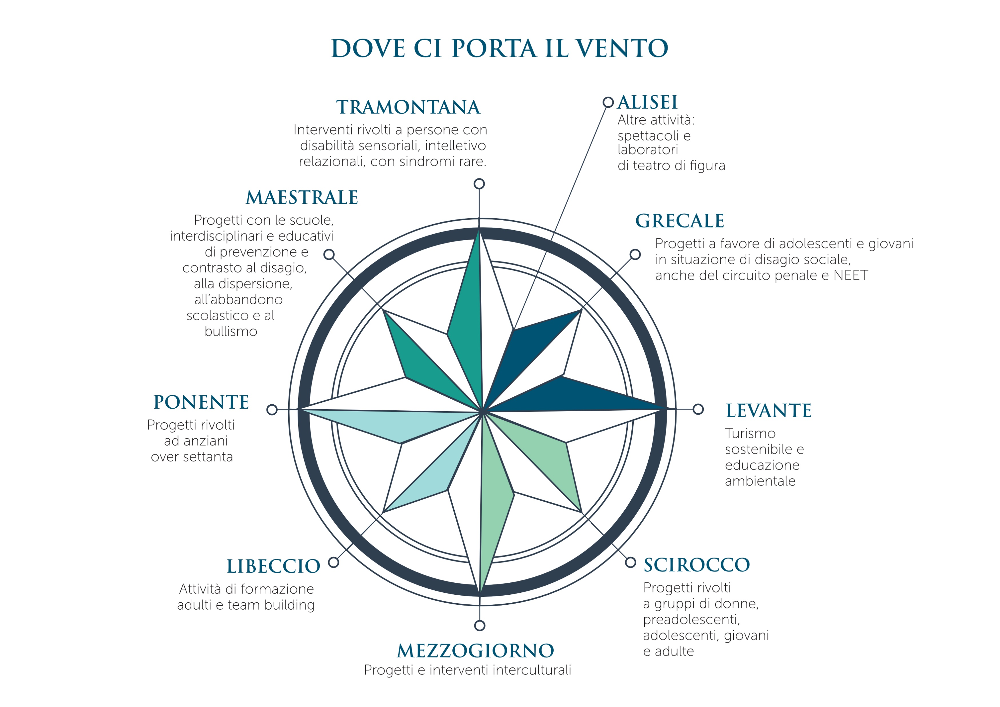 DOVE CI PORTA IL VENTO
TRAMONTANA
Interventi rivolti a persone con
disabilità sensoriali, intelletivo
relazionali, con sindromi rare.
ALISEI
Altre attività:
spettacoli e
laboratori
di teatro di figura
MAESTRALE
Progetti con le scuole,
interdisciplinari e educativi
di prevenzione e
contrasto al disagio,
alla dispersione,
all’abbandono
scolastico e al
bullismo
GRECALE
Progetti a favore di adolescenti e giovani
in situazione di disagio sociale,
anche del circuito penale e NEET
PONENTE
Progetti rivolti
ad anziani
over settanta
LEVANTE
Turismo
sostenibile e
educazione
ambientale
LIBECCIO
Attività di formazione
adulti e team building
SCIROCCO
Progetti rivolti
a gruppi di donne,
preadolescenti,
adolescenti, giovani
e adulte
MEZZOGIORNO
Progetti e interventi interculturali